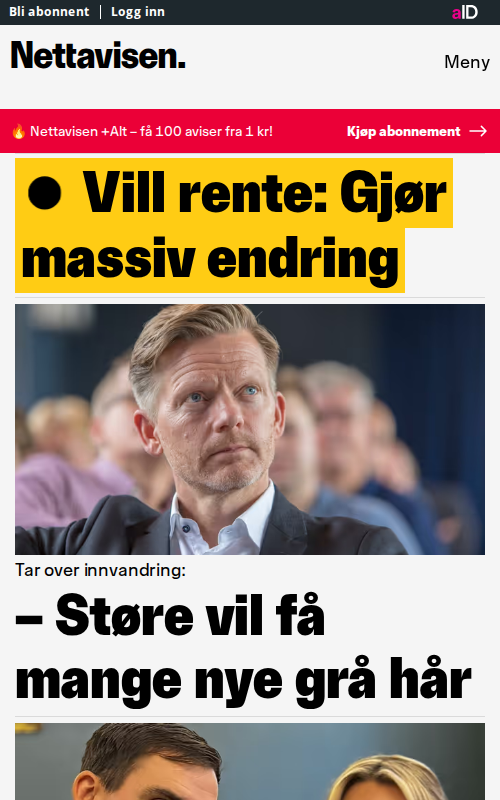 Bli abonnent | Logg inn
aID
Nettavisen.
Meny
🔥 Nettavisen +Alt – få 100 aviser fra 1 kr!
Kjøp abonnement →
● Vill rente: Gjør
massiv endring
Tar over innvandring:
– Støre vil få
mange nye grå hår